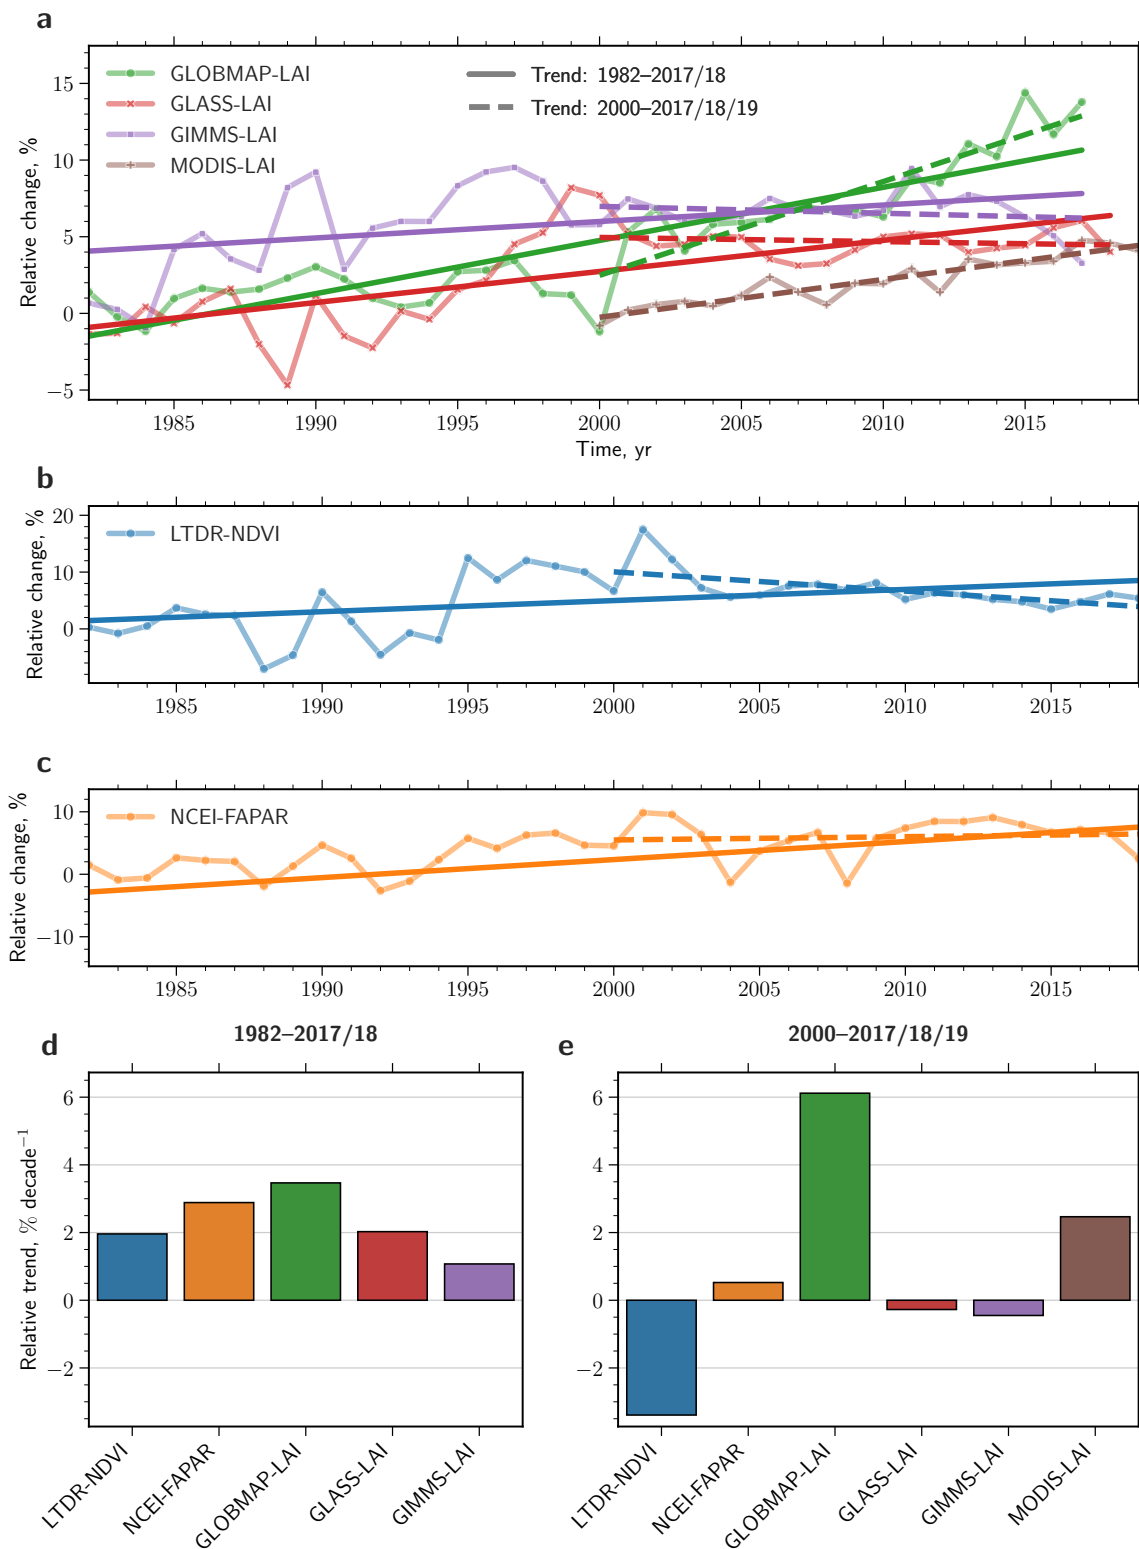 a
GLOBMAP-LAI
GLASS-LAI
GIMMS-LAI
MODIS-LAI
Trend: 1982–2017/18
Trend: 2000–2017/18/19
Relative change, %
15
10
5
0
−5
1985 1990 1995 2000 2005 2010 2015
Time, yr
b
LTDR-NDVI
Relative change, %
20
10
0
1985 1990 1995 2000 2005 2010 2015
c
NCEI-FAPAR
Relative change, %
10
0
−10
1985 1990 1995 2000 2005 2010 2015
d
1982–2017/18
Relative trend, % decade⁻¹
6
4
2
0
−2
LTDR-NDVI
NCEI-FAPAR
GLOBMAP-LAI
GLASS-LAI
GIMMS-LAI
e
2000–2017/18/19
6
4
2
0
−2
LTDR-NDVI
NCEI-FAPAR
GLOBMAP-LAI
GLASS-LAI
GIMMS-LAI
MODIS-LAI